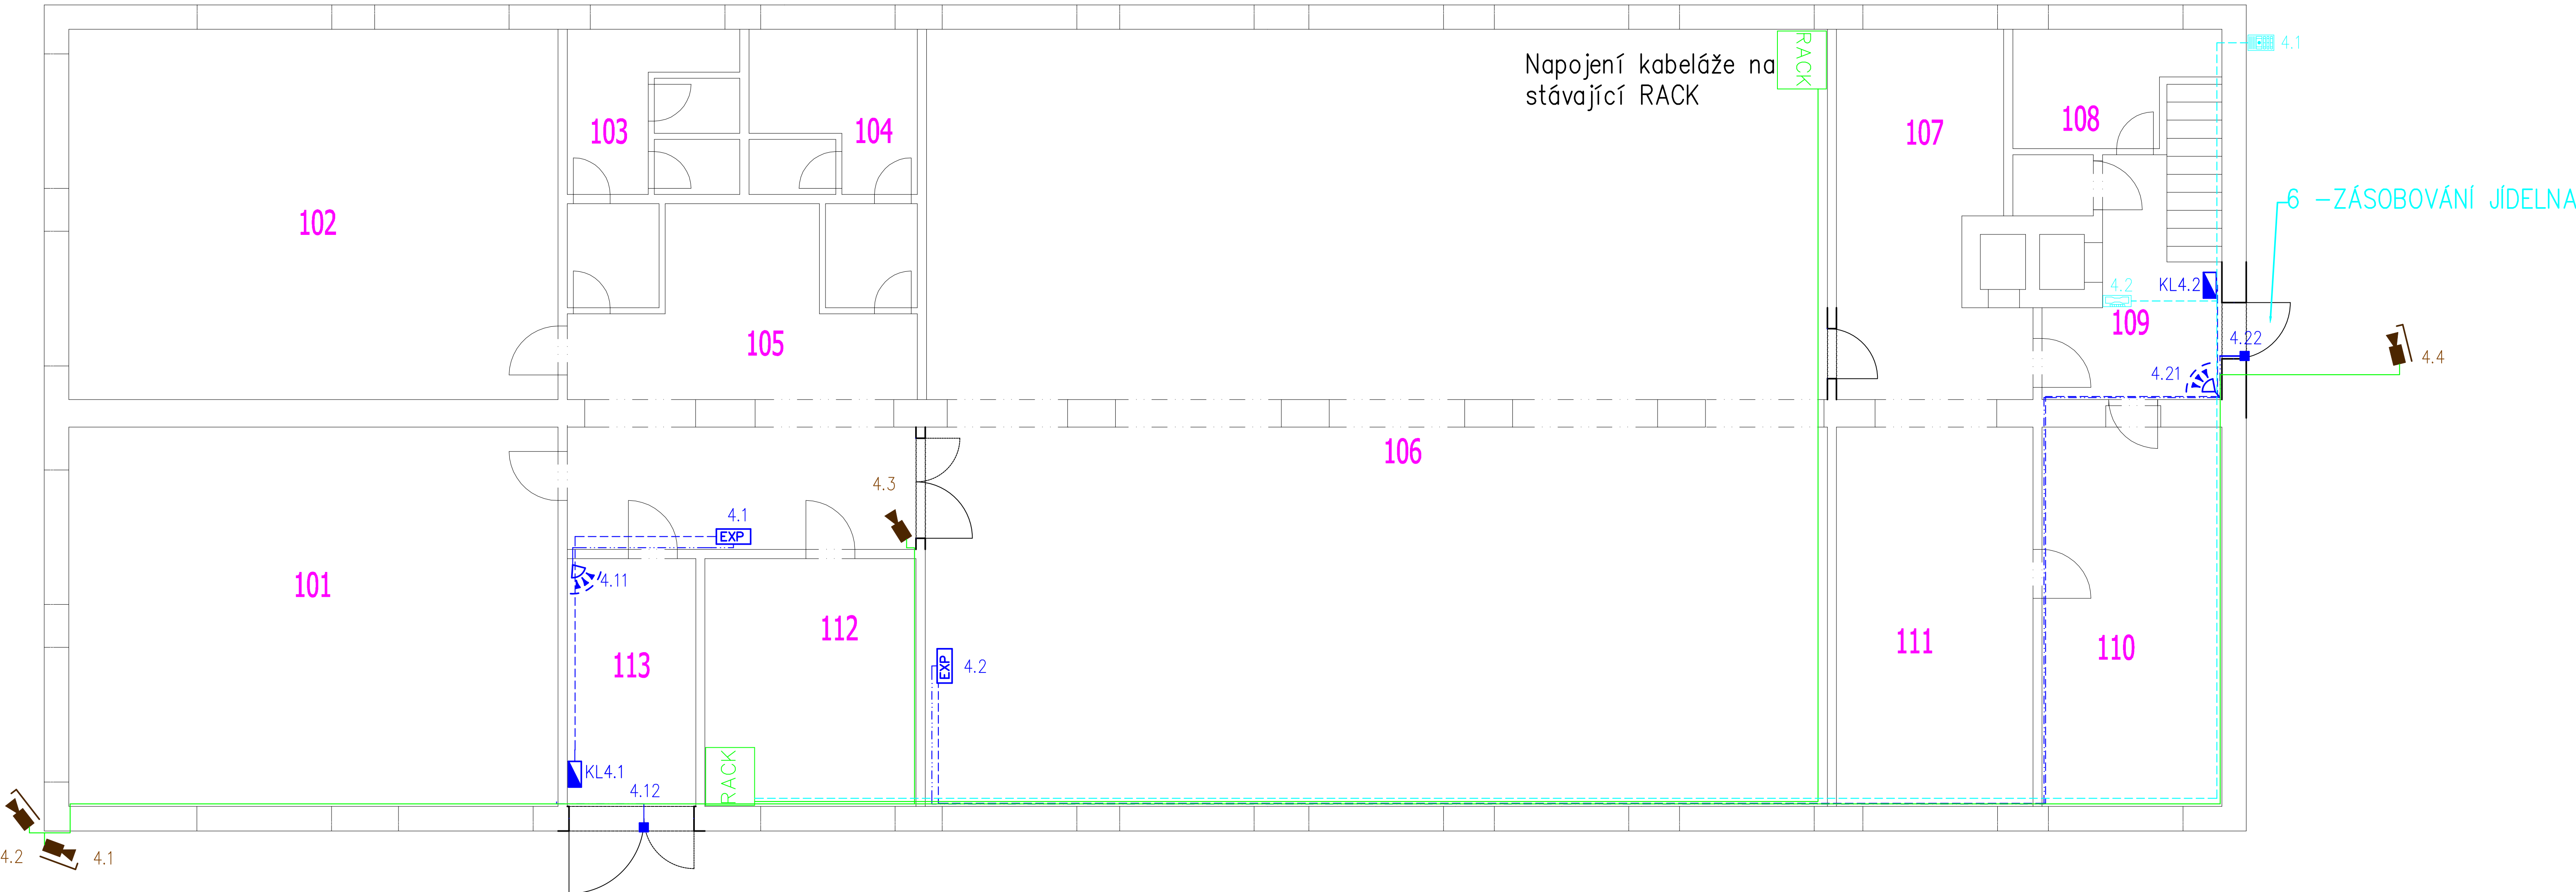 RACK
Napojení kabeláže na
stávající RACK
4.1
103
104
107
108
102
6 -ZÁSOBOVÁNÍ JÍDELNA
4.2
KL4.2
109
105
4.22
4.21
4.4
106
4.3
4.1
EXP
101
4.11
112
113
EXP
4.2
111
110
RACK
KL4.1
4.12
4.2
4.1